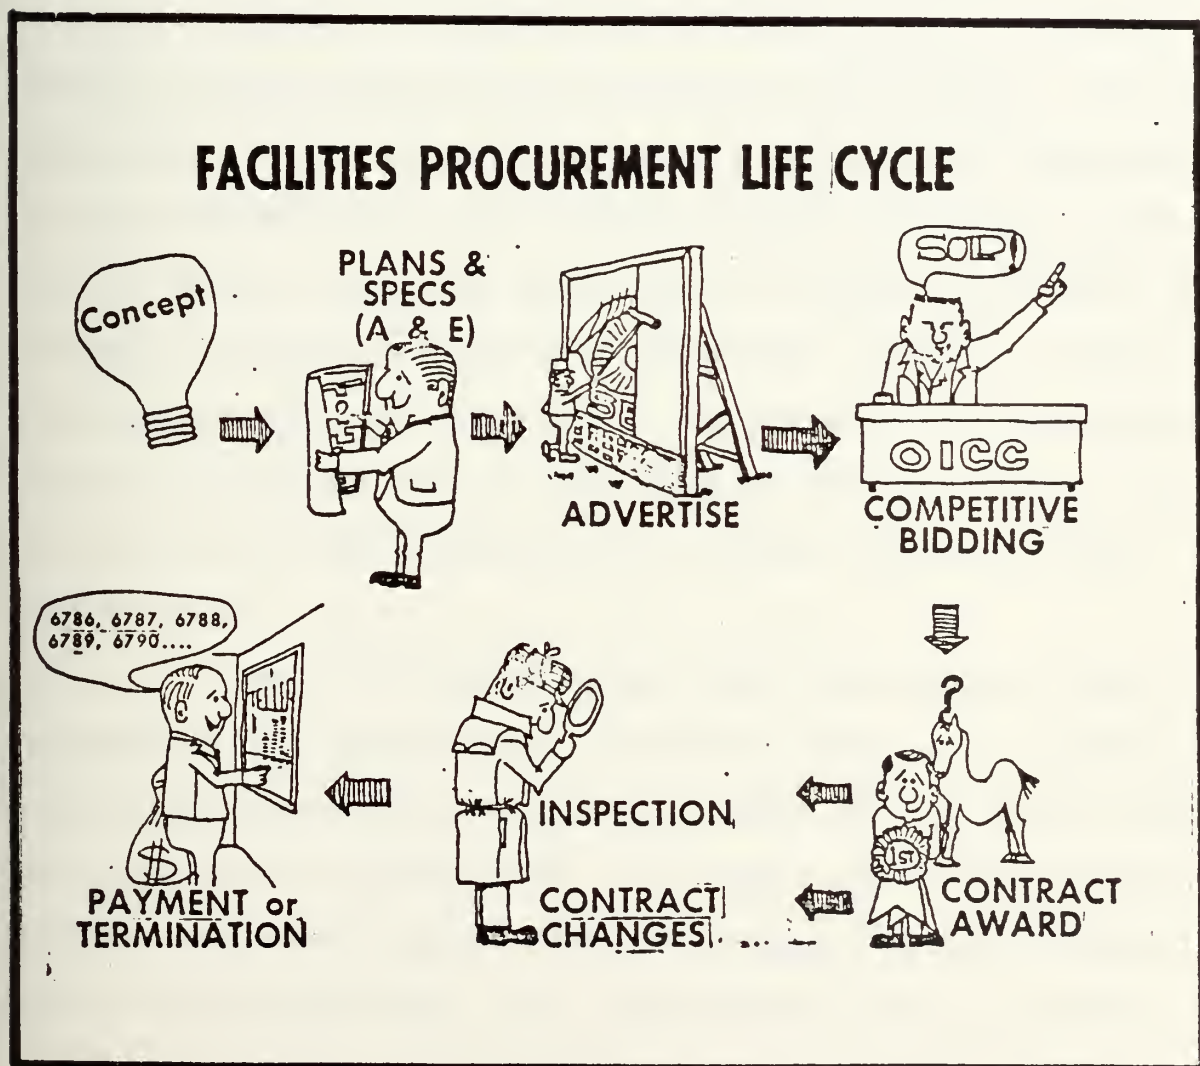 FACILITIES PROCUREMENT LIFE CYCLE
Concept
PLANS &
SPECS
(A & E)
ADVERTISE
SOLD!
OICC
COMPETITIVE
BIDDING
?
1ST
CONTRACT
AWARD
INSPECTION
CONTRACT
CHANGES
6786, 6787, 6788,
6789, 6790....
$
PAYMENT or
TERMINATION